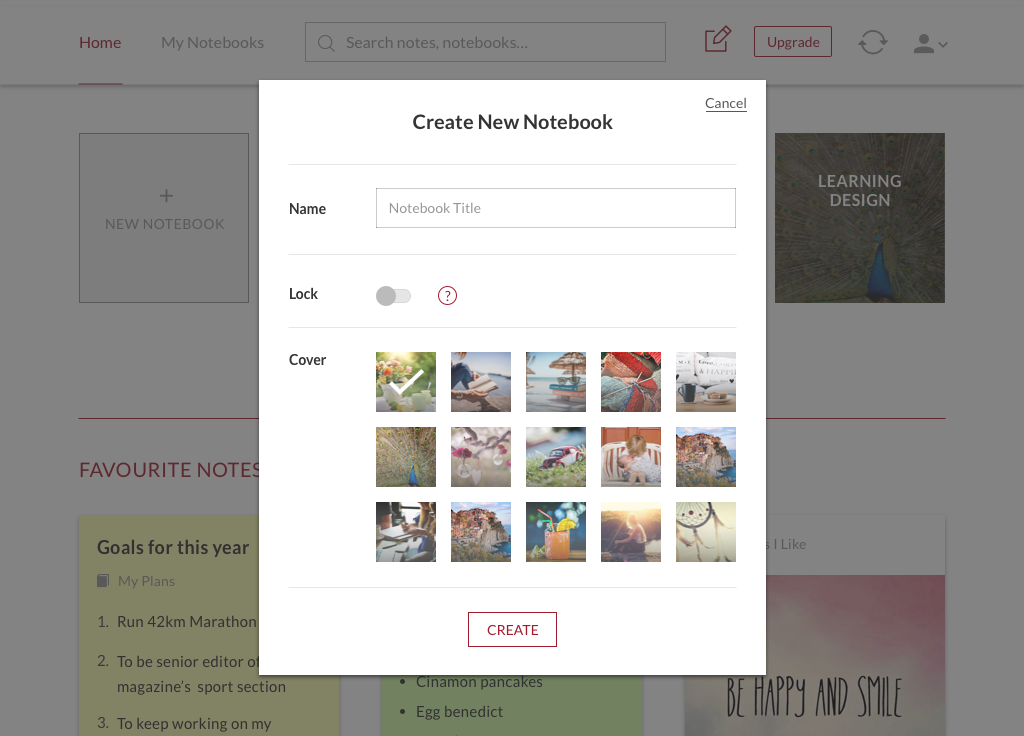 Home
My Notebooks
Search notes, notebooks...
Upgrade
Cancel
Create New Notebook
+
NEW NOTEBOOK
LEARNING
DESIGN
Name
Notebook Title
Lock
?
Cover
FAVOURITE NOTES
Goals for this year
My Plans
1. Run 42km Marathon
2. To be senior editor of
magazine's sport section
3. To keep working on my
CREATE
• Cinamon pancakes
• Egg benedict
I Like
BE HAPPY AND SMILE